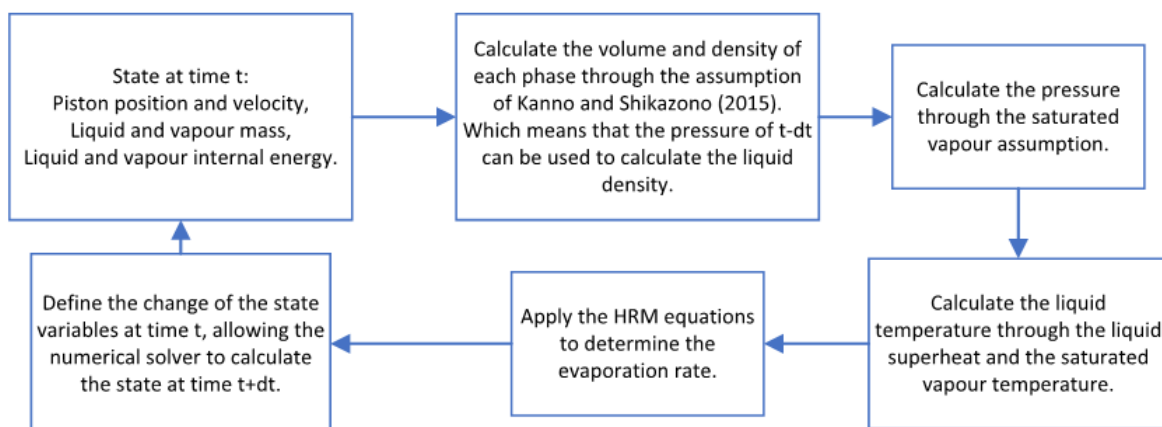 State at time t:
Piston position and velocity,
Liquid and vapour mass,
Liquid and vapour internal energy.
Calculate the volume and density of
each phase through the assumption
of Kanno and Shikazono (2015).
Which means that the pressure of t-dt
can be used to calculate the liquid
density.
Calculate the pressure
through the saturated
vapour assumption.
Calculate the liquid
temperature through the liquid
superheat and the saturated
vapour temperature.
Apply the HRM equations
to determine the
evaporation rate.
Define the change of the state
variables at time t, allowing the
numerical solver to calculate
the state at time t+dt.